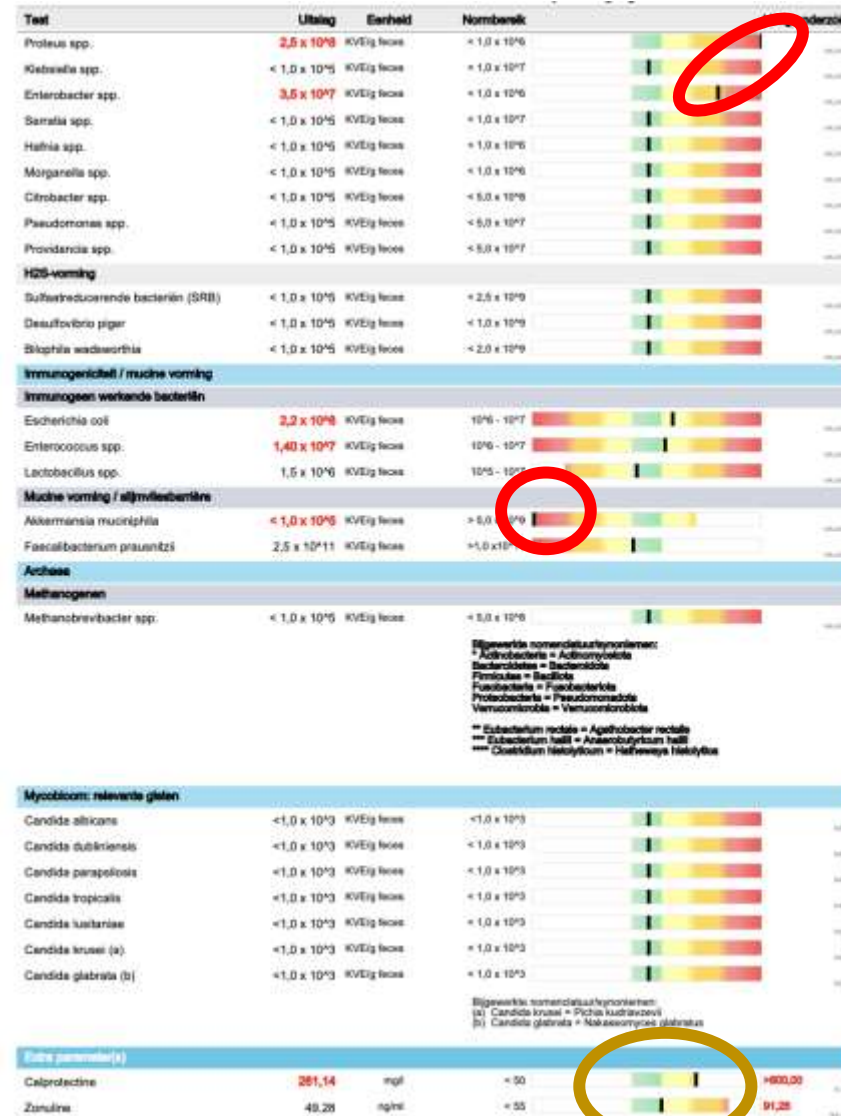 Test Uitslag Eenheid Normbereik
Proteus spp. 2,5 x 10^8 KVE/g feces < 1,0 x 10^6
Klebsiella spp. < 1,0 x 10^5 KVE/g feces < 1,0 x 10^7
Enterobacter spp. 3,5 x 10^7 KVE/g feces < 1,0 x 10^6
Serratia spp. < 1,0 x 10^5 KVE/g feces < 1,0 x 10^7
Hafnia spp. < 1,0 x 10^5 KVE/g feces < 1,0 x 10^6
Morganella spp. < 1,0 x 10^5 KVE/g feces < 1,0 x 10^6
Citrobacter spp. < 1,0 x 10^5 KVE/g feces < 5,0 x 10^8
Pseudomonas spp. < 1,0 x 10^5 KVE/g feces < 5,0 x 10^7
Providencia spp. < 1,0 x 10^5 KVE/g feces < 5,0 x 10^7
H2S-vorming
Sulfaatreducerende bacteriën (SRB) < 1,0 x 10^5 KVE/g feces < 2,5 x 10^9
Desulfovibrio piger < 1,0 x 10^5 KVE/g feces < 1,0 x 10^9
Bilophila wadsworthia < 1,0 x 10^5 KVE/g feces < 2,0 x 10^9
Immunogeniciteit / mucine vorming
Immunogeen werkende bacteriën
Escherichia coli 2,2 x 10^8 KVE/g feces 10^6 - 10^7
Enterococcus spp. 1,40 x 10^7 KVE/g feces 10^6 - 10^7
Lactobacillus spp. 1,5 x 10^6 KVE/g feces 10^5 - 10^7
Mucine vorming / slijmvliesbarrière
Akkermansia muciniphila < 1,0 x 10^5 KVE/g feces > 5,0
Faecalibacterium prausnitzii 2,5 x 10^11 KVE/g feces >1,0 x10^
Archaea
Methanogenen
Methanobrevibacter spp. < 1,0 x 10^5 KVE/g feces < 5,0 x 10^8
Bijgewerkte nomenclatuur/synoniemen:
* Actinobacteria = Actinomycetota
Bacteroidetes = Bacteroidota
Firmicutes = Bacillota
Fusobacteria = Fusobacteriota
Proteobacteria = Pseudomonadota
Verrucomicrobia = Verrucomicrobiota
** Eubacterium rectale = Agathobacter rectalis
*** Eubacterium hallii = Anaerobutyricum hallii
**** Clostridium histolyticum = Hathewaya histolytica
Mycobioom: relevante gisten
Candida albicans <1,0 x 10^3 KVE/g feces <1,0 x 10^3
Candida dubliniensis <1,0 x 10^3 KVE/g feces < 1,0 x 10^3
Candida parapsilosis <1,0 x 10^3 KVE/g feces < 1,0 x 10^3
Candida tropicalis <1,0 x 10^3 KVE/g feces < 1,0 x 10^3
Candida lusitaniae <1,0 x 10^3 KVE/g feces < 1,0 x 10^3
Candida krusei (a) <1,0 x 10^3 KVE/g feces < 1,0 x 10^3
Candida glabrata (b) <1,0 x 10^3 KVE/g feces < 1,0 x 10^3
Bijgewerkte nomenclatuur/synoniemen:
(a) Candida krusei = Pichia kudriavzevii
(b) Candida glabrata = Nakaseomyces glabratus
Extra parameter(s)
Calprotectine 261,14 mg/l < 50 >600,00
Zonuline 49,28 ng/ml < 55 91,28